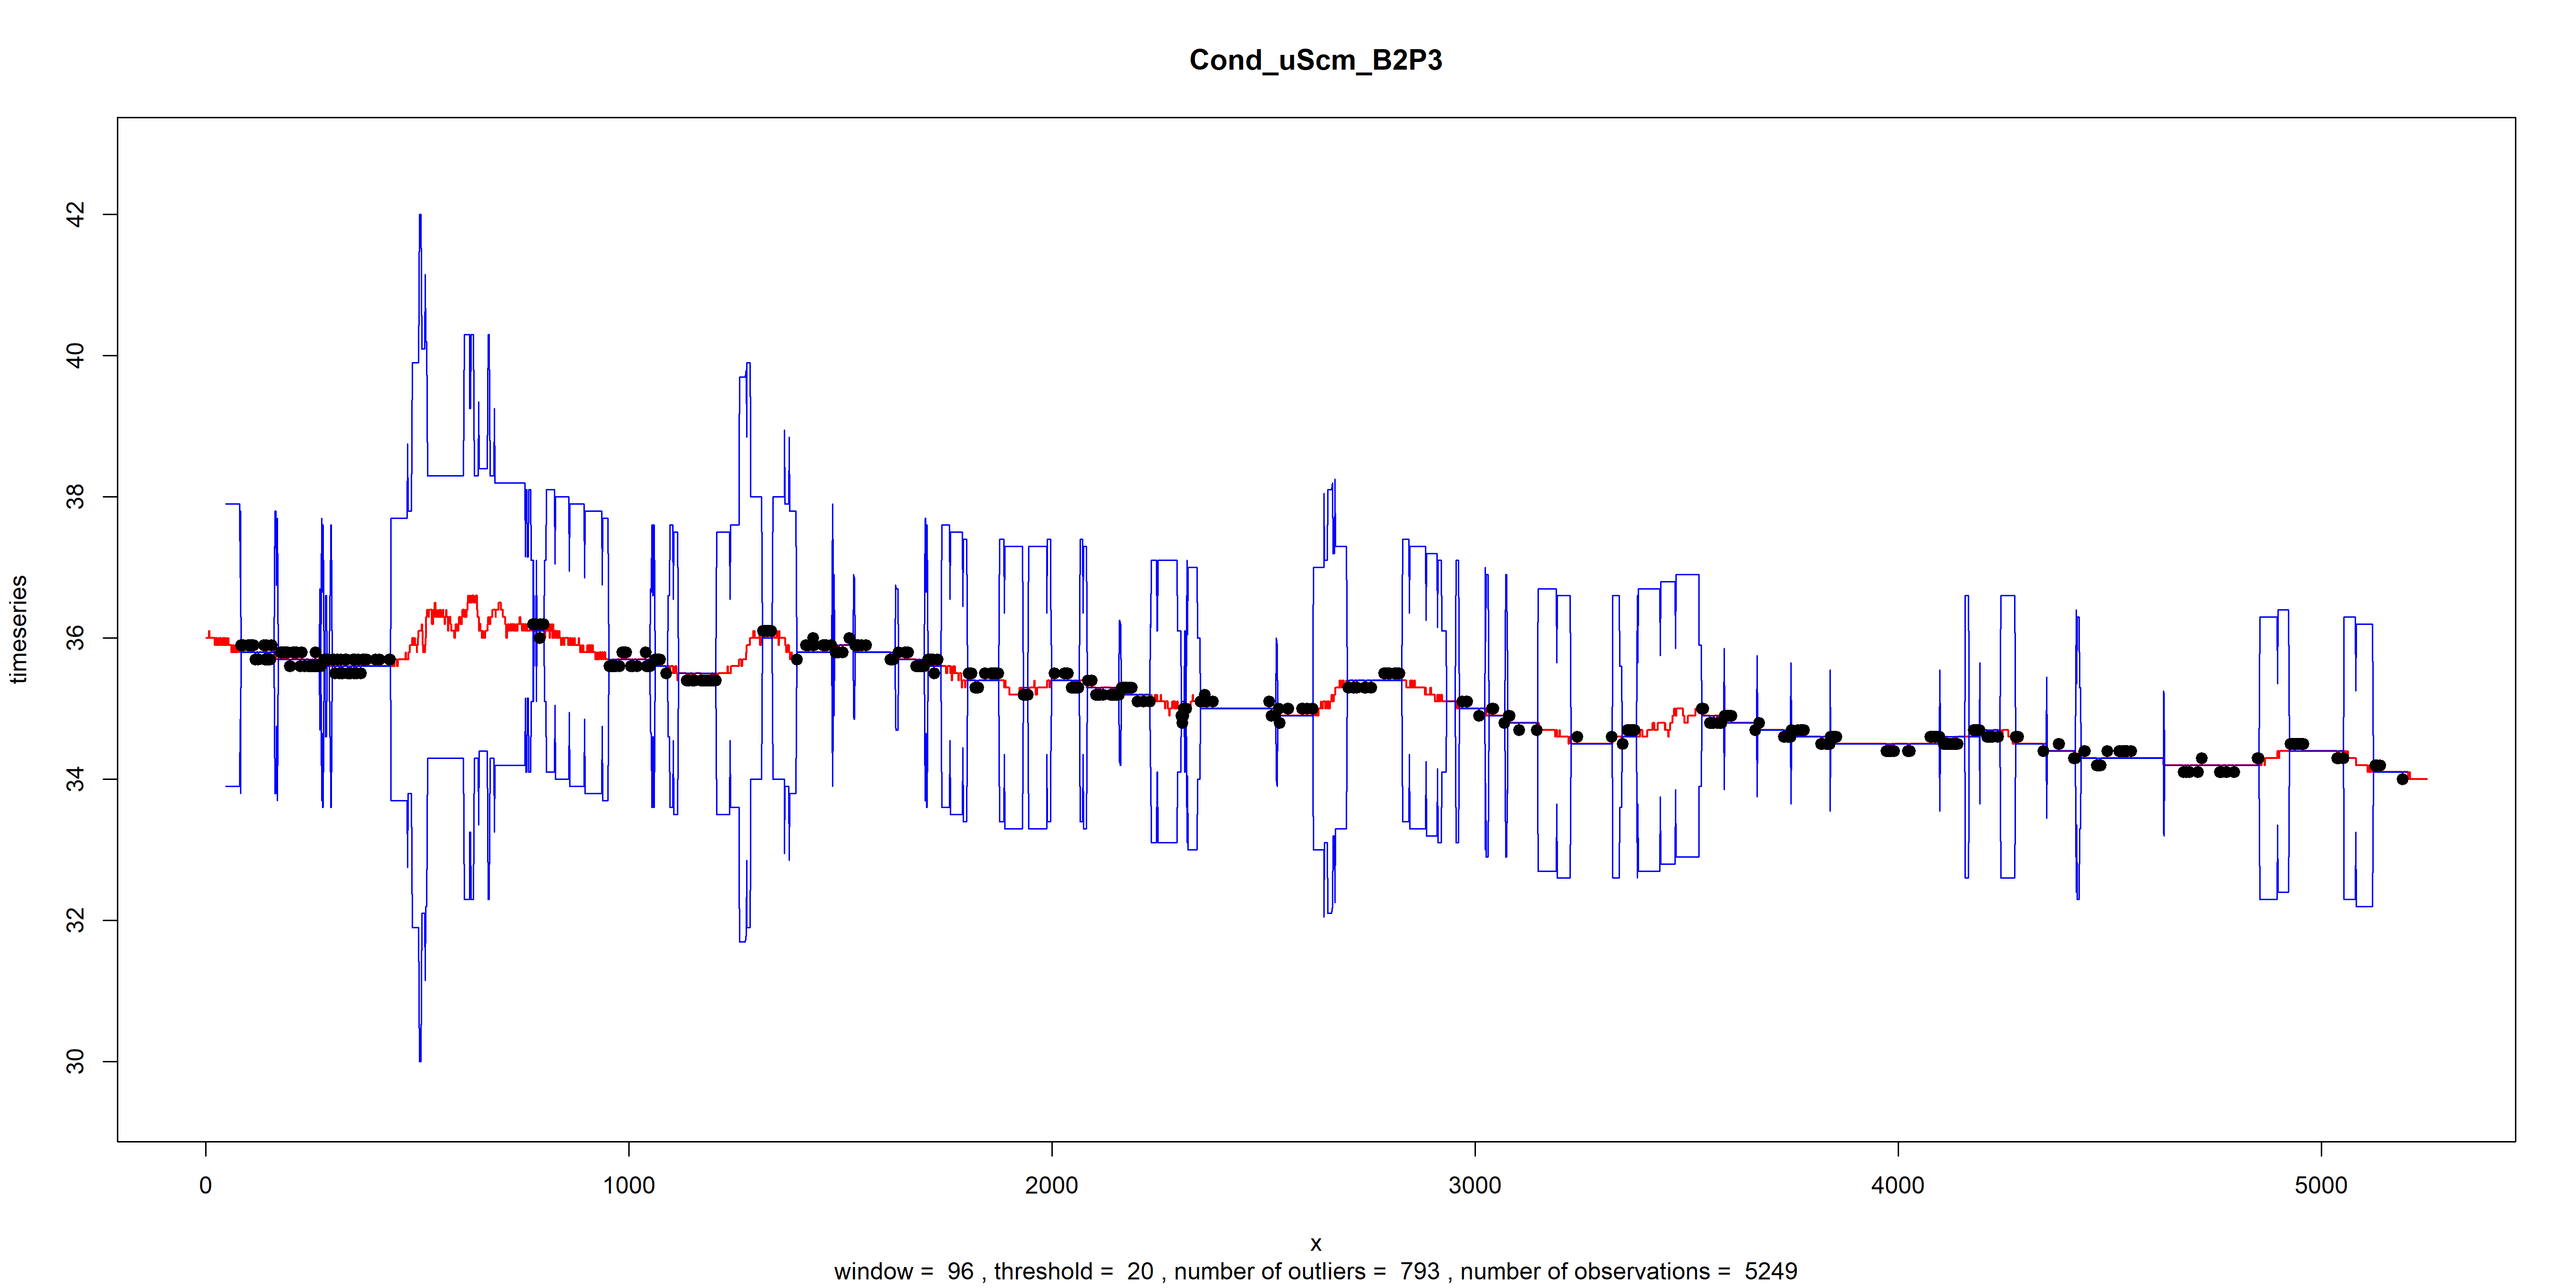 Cond_uScm_B2P3
timeseries
42
40
38
36
34
32
30
0 1000 2000 3000 4000 5000
x
window = 96 , threshold = 20 , number of outliers = 793 , number of observations = 5249